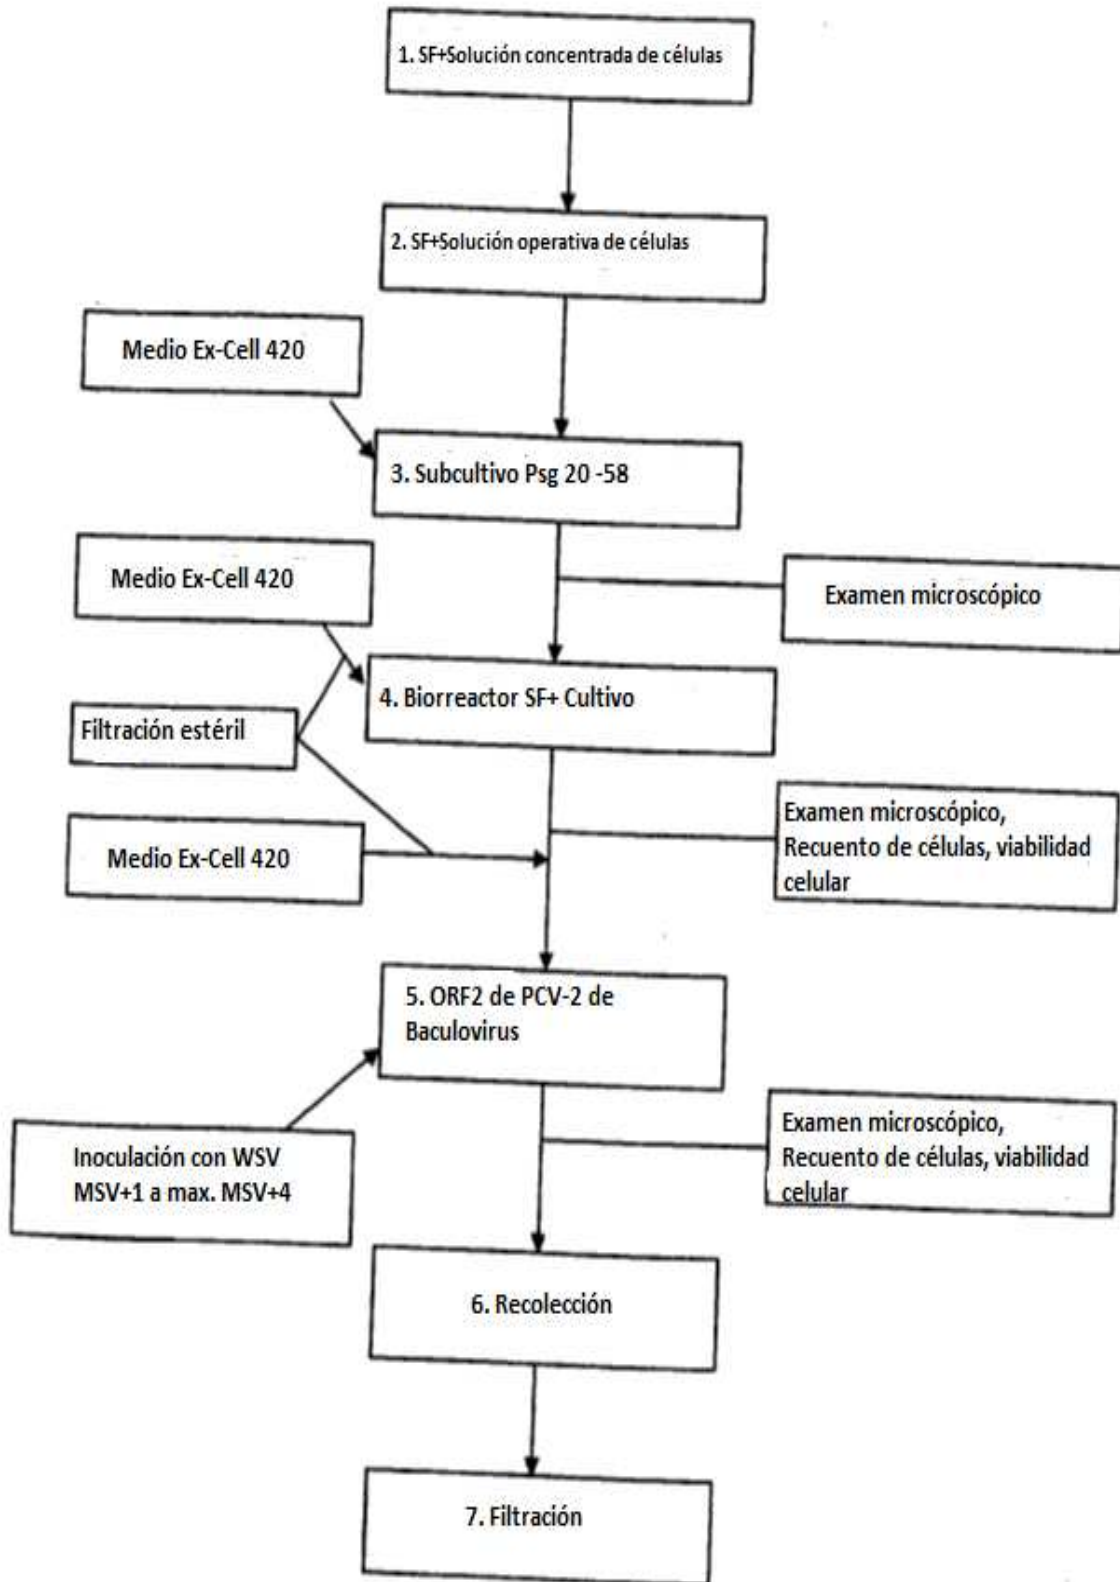 1. SF+Solución concentrada de células
2. SF+Solución operativa de células
Medio Ex-Cell 420
3. Subcultivo Psg 20 -58
Medio Ex-Cell 420
Examen microscópico
4. Biorreactor SF+ Cultivo
Filtración estéril
Examen microscópico,
Recuento de células, viabilidad
celular
Medio Ex-Cell 420
5. ORF2 de PCV-2 de
Baculovirus
Examen microscópico,
Recuento de células, viabilidad
celular
Inoculación con WSV
MSV+1 a max. MSV+4
6. Recolección
7. Filtración